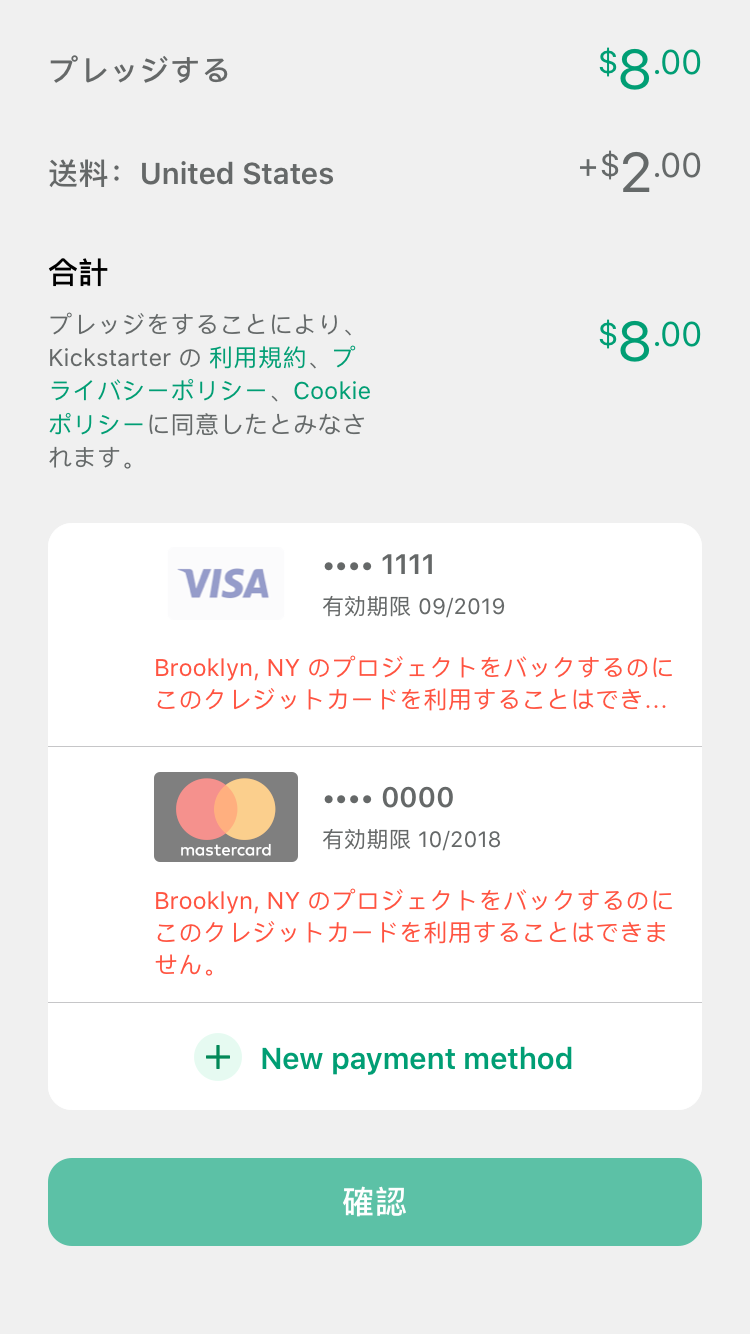 プレッジする $8.00
送料： United States +$2.00
合計
プレッジをすることにより、
Kickstarter の 利用規約、プ
ライバシーポリシー、Cookie
ポリシーに同意したとみなさ
れます。
$8.00
VISA
•••• 1111
有効期限 09/2019
Brooklyn, NY のプロジェクトをバックするのに
このクレジットカードを利用することはでき…
mastercard
•••• 0000
有効期限 10/2018
Brooklyn, NY のプロジェクトをバックするのに
このクレジットカードを利用することはできま
せん。
+ New payment method
確認